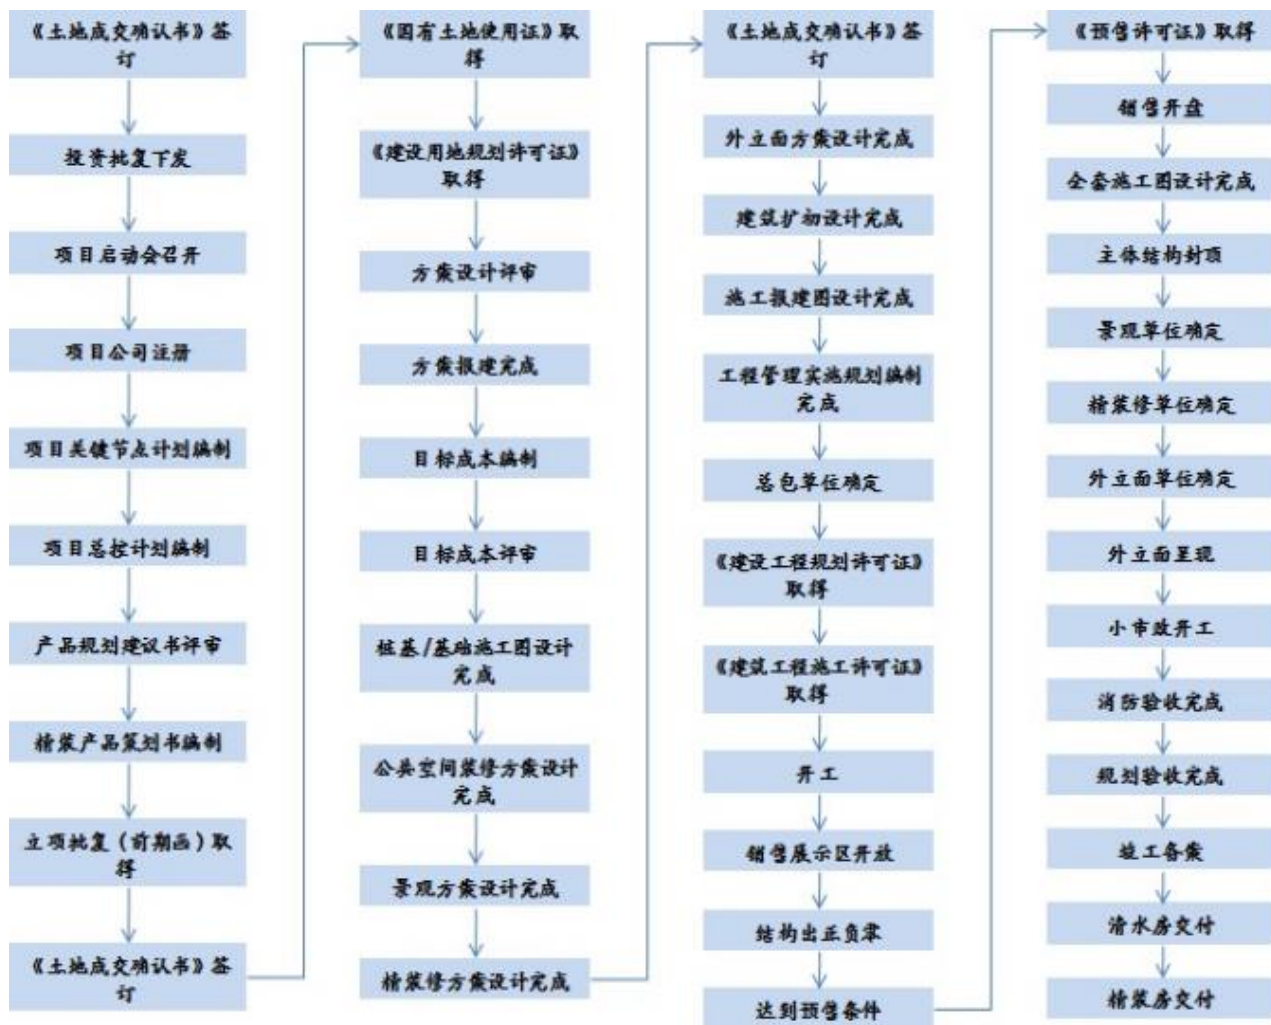 《土地成交确认书》签
订
投资批复下发
项目启动会召开
项目公司注册
项目关键节点计划编制
项目总控计划编制
产品规划建议书评审
精装产品策划书编制
立项批复（前期函）取
得
《土地成交确认书》签
订
《国有土地使用证》取
得
《建设用地规划许可证》
取得
方案设计评审
方案报建完成
目标成本编制
目标成本评审
桩基/基础施工图设计
完成
公共空间装修方案设计
完成
景观方案设计完成
精装修方案设计完成
《土地成交确认书》签
订
外立面方案设计完成
建筑扩初设计完成
施工报建图设计完成
工程管理实施规划编制
完成
总包单位确定
《建设工程规划许可证》
取得
《建筑工程施工许可证》
取得
开工
销售展示区开放
结构出正负零
达到预售条件
《预售许可证》取得
销售开盘
全套施工图设计完成
主体结构封顶
景观单位确定
精装修单位确定
外立面单位确定
外立面呈现
小市政开工
消防验收完成
规划验收完成
竣工备案
清水房交付
精装房交付